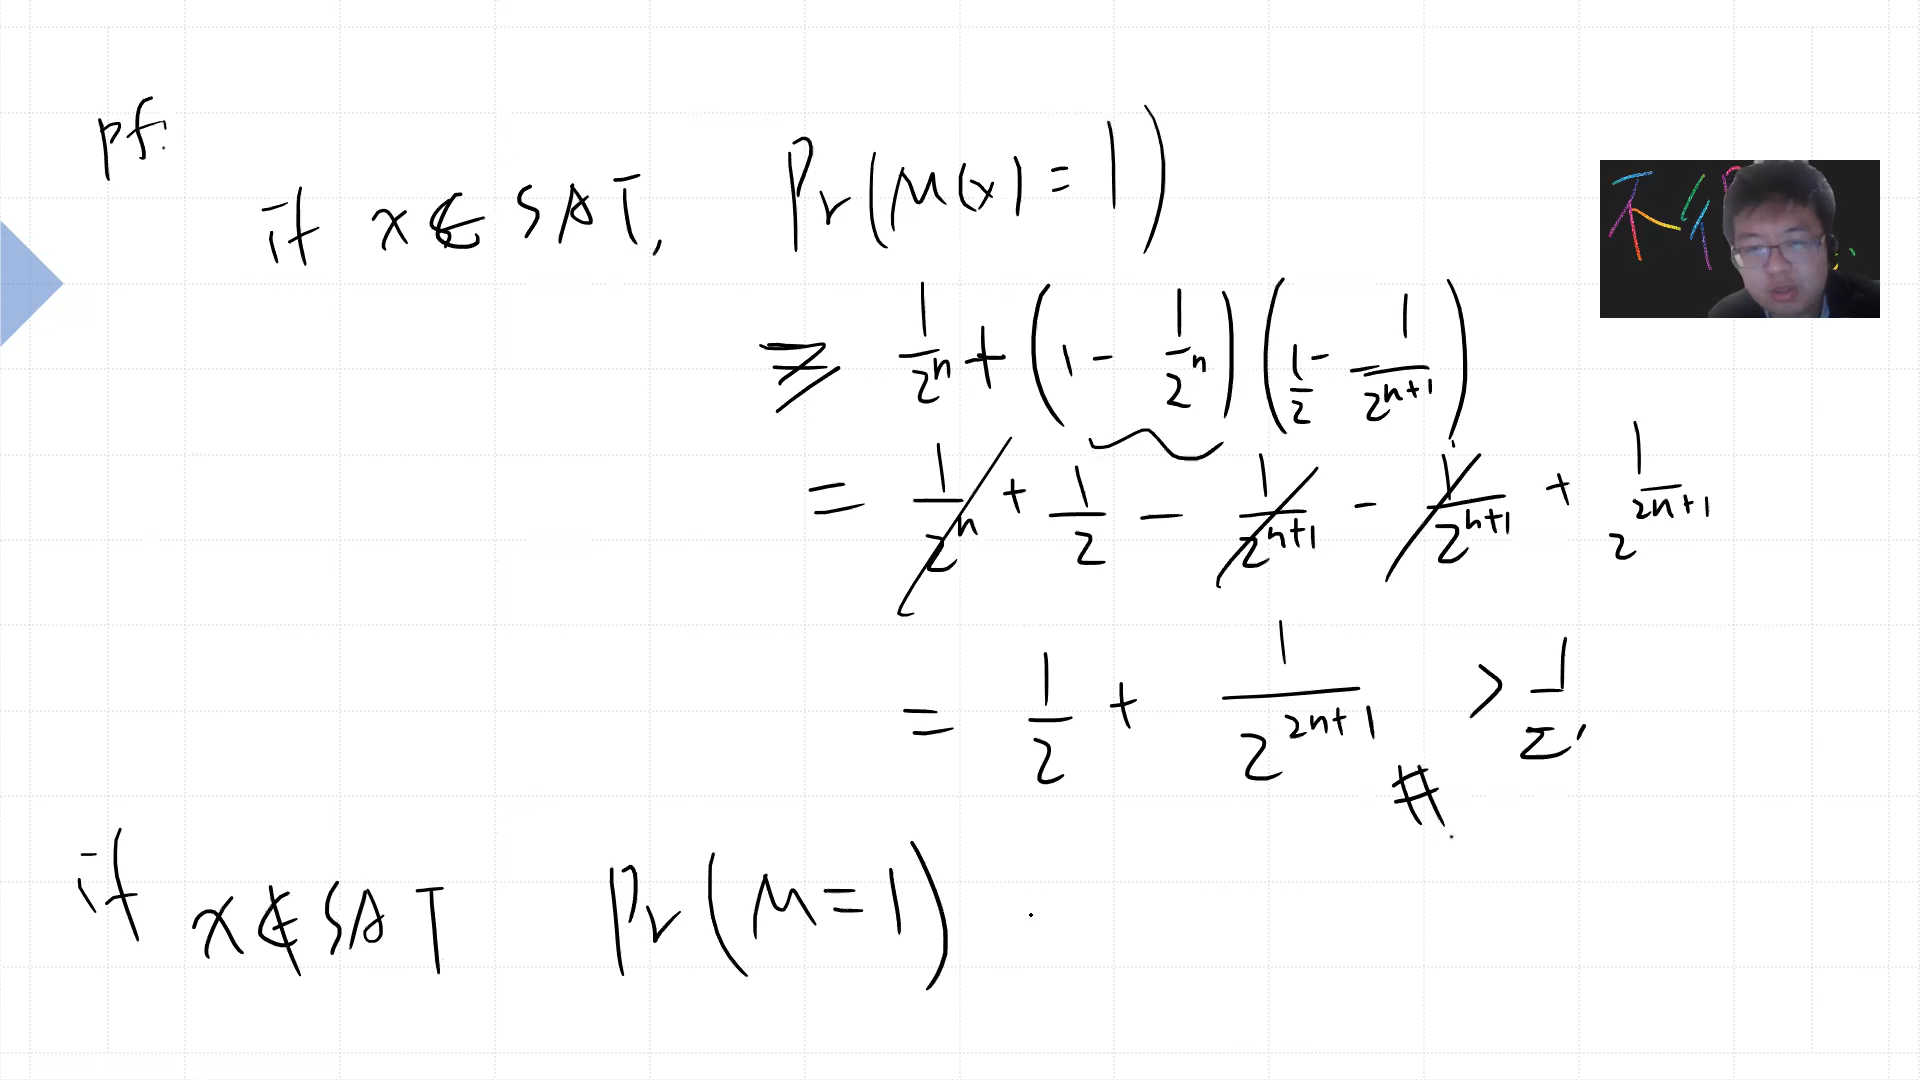 pf:
if x ∈ SAT, Pr(M(x) = 1)
≥ 1/2^n + (1 - 1/2^n)(1/2 - 1/2^{n+1})
= 1/2^n + 1/2 - 1/2^{n+1} - 1/2^{n+1} + 1/2^{2n+1}
= 1/2 + 1/2^{2n+1} > 1/2,
#
if x ∉ SAT Pr(M = 1)